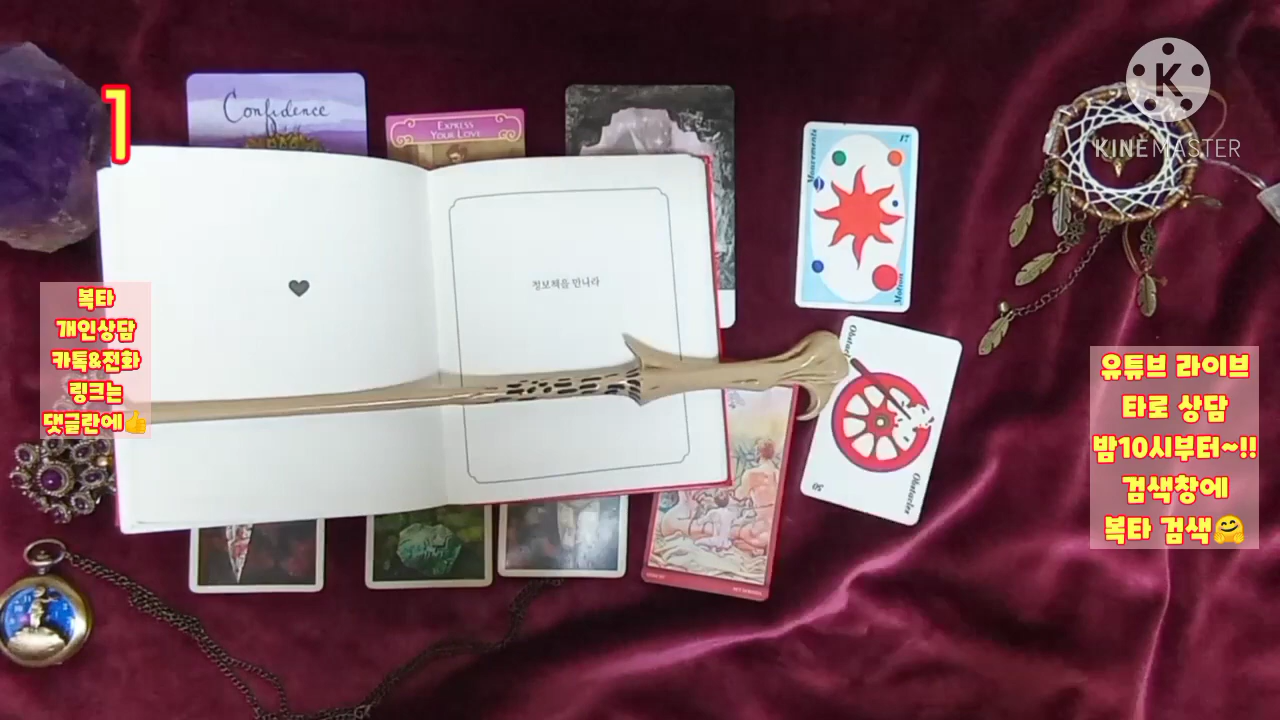 1
Confidence
EXPRESS
YOUR LOVE
17
Movements
Motion
K
KINEMASTER
정보책을 만나라
복타
개인상담
카톡&전화
링크는
댓글란에👍
유튜브 라이브
타로 상담
밤10시부터~!!
검색창에
복타 검색🤗
Obstacles
50